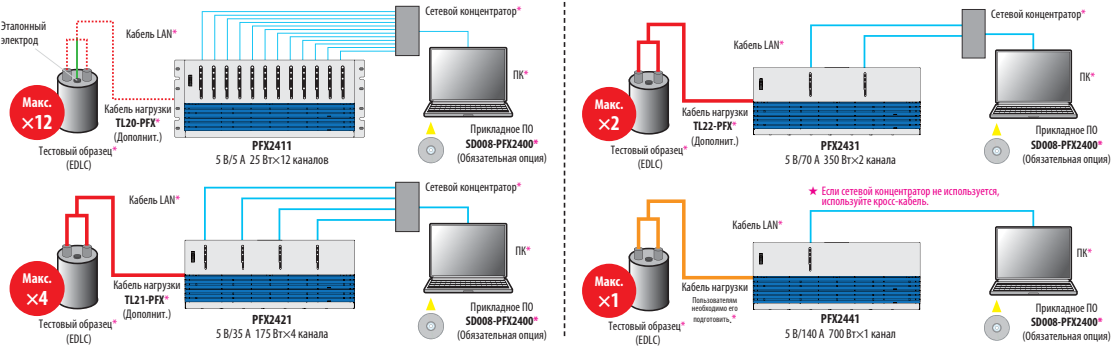 Эталонный
электрод
Кабель LAN*
Сетевой концентратор*
ПК*
Макс.
×12
Кабель нагрузки
TL20-PFX*
(Дополнит.)
Тестовый образец*
(EDLC)
PFX2411
5 В/5 А 25 Вт×12 каналов
Прикладное ПО
SD008-PFX2400*
(Обязательная опция)
Кабель LAN*
Сетевой концентратор*
ПК*
Макс.
×4
Кабель нагрузки
TL21-PFX*
(Дополнит.)
Тестовый образец*
(EDLC)
PFX2421
5 В/35 А 175 Вт×4 канала
Прикладное ПО
SD008-PFX2400*
(Обязательная опция)
Сетевой концентратор*
Кабель LAN*
ПК*
Макс.
×2
Кабель нагрузки
TL22-PFX*
(Дополнит.)
Тестовый образец*
(EDLC)
PFX2431
5 В/70 А 350 Вт×2 канала
Прикладное ПО
SD008-PFX2400*
(Обязательная опция)
★ Если сетевой концентратор не используется,
используйте кросс-кабель.
Кабель LAN*
ПК*
Макс.
×1
Кабель нагрузки
Пользователям
необходимо его
подготовить.*
Тестовый образец*
(EDLC)
PFX2441
5 В/140 А 700 Вт×1 канал
Прикладное ПО
SD008-PFX2400*
(Обязательная опция)